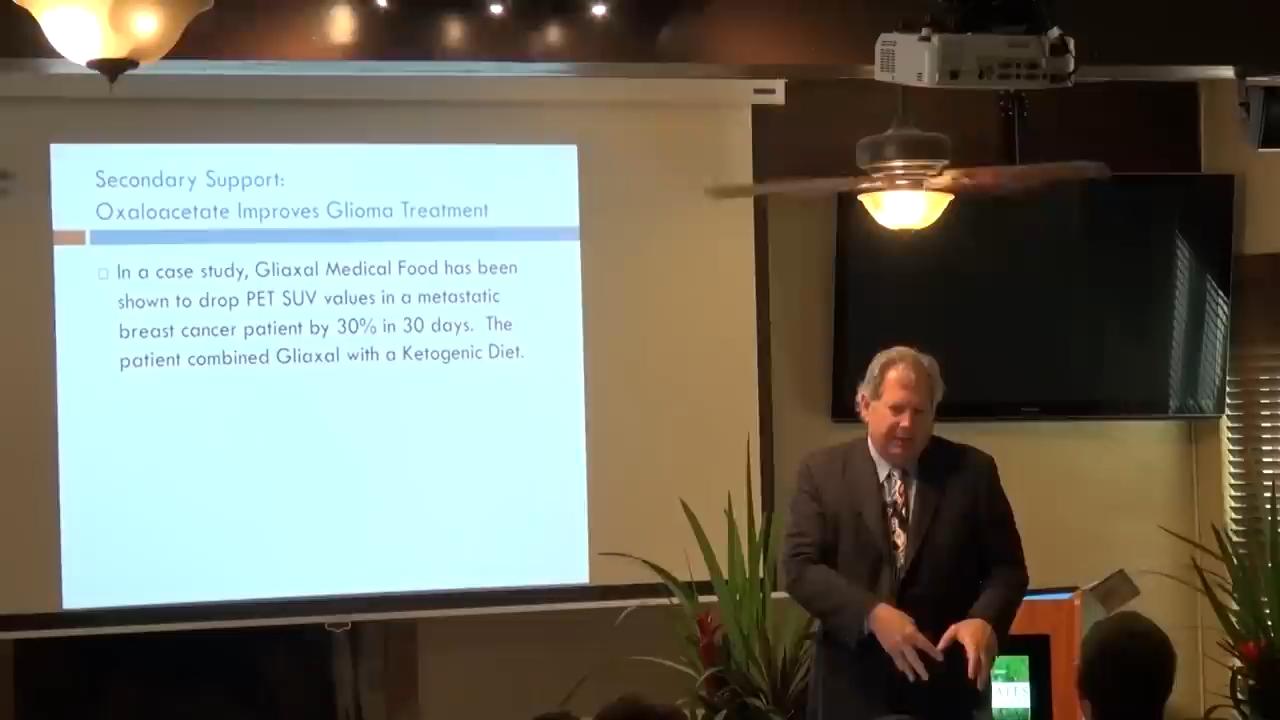 Secondary Support:
Oxaloacetate Improves Glioma Treatment
In a case study, Gliaxal Medical Food has been
shown to drop PET SUV values in a metastatic
breast cancer patient by 30% in 30 days. The
patient combined Gliaxal with a Ketogenic Diet.